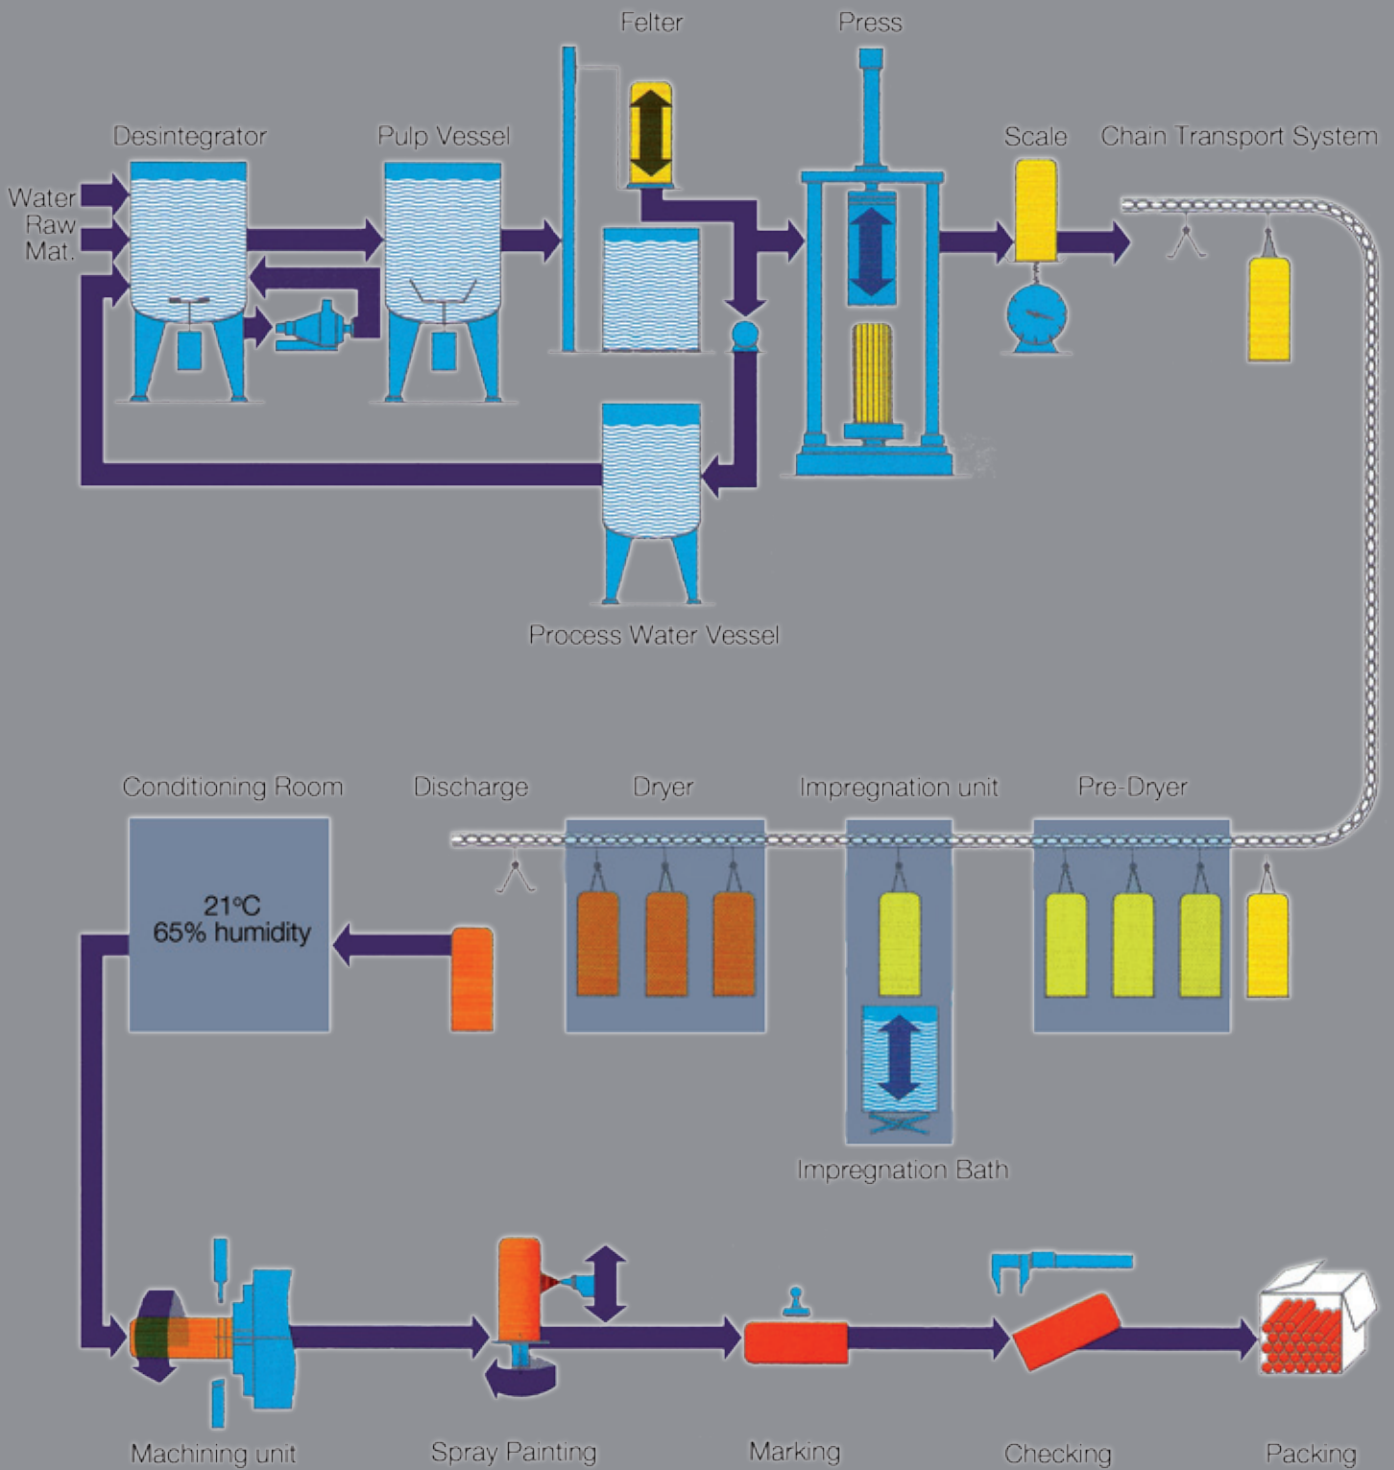 Felter
Press
Desintegrator
Pulp Vessel
Scale
Chain Transport System
Water
Raw
Mat.
Process Water Vessel
Conditioning Room
Discharge
Dryer
Impregnation unit
Pre-Dryer
21°C
65% humidity
Impregnation Bath
Machining unit
Spray Painting
Marking
Checking
Packing